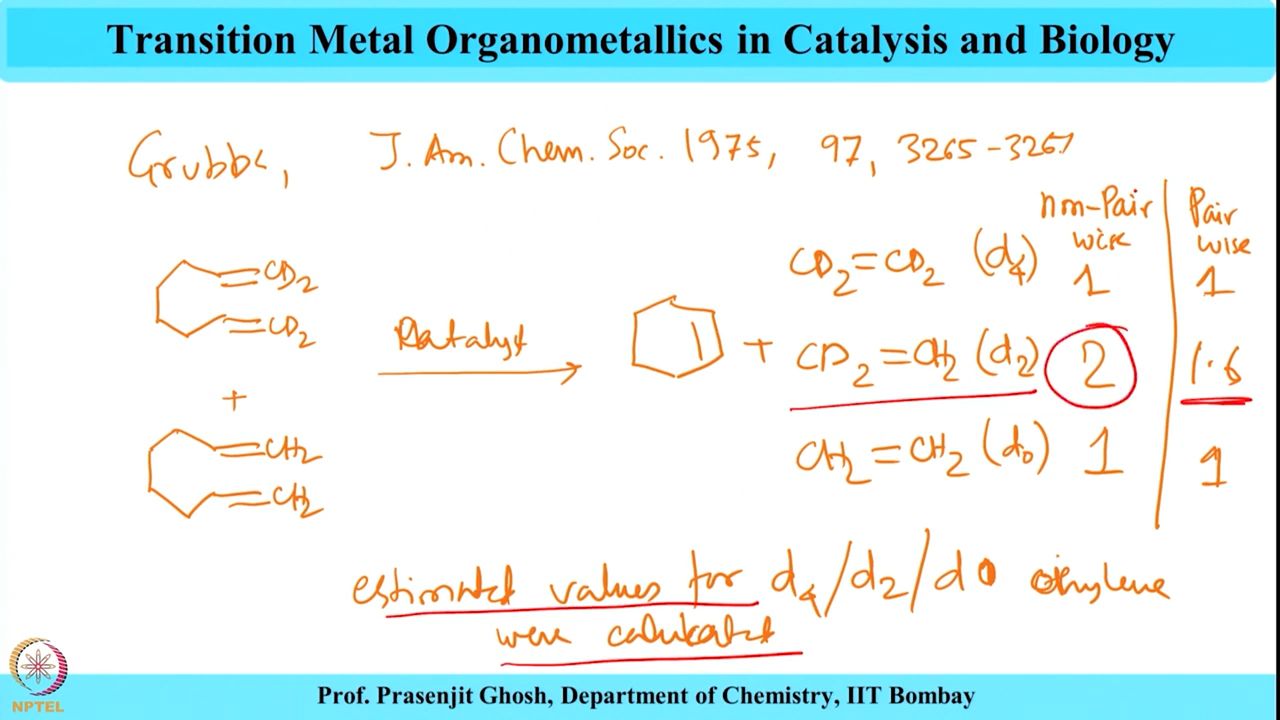 Transition Metal Organometallics in Catalysis and Biology
Grubbs, J. Am. Chem. Soc. 1975, 97, 3265-3267
non-Pair wise | Pair wise
CD2=CD2 (d4) 1 | 1
CD2
CD2
+
Catalyst
+ CD2=CH2 (d2) 2 | 1.6
CH2
CH2
CH2=CH2 (d0) 1 | 1
estimated values for d4/d2/d0 ethylene
were calculated
NPTEL
Prof. Prasenjit Ghosh, Department of Chemistry, IIT Bombay